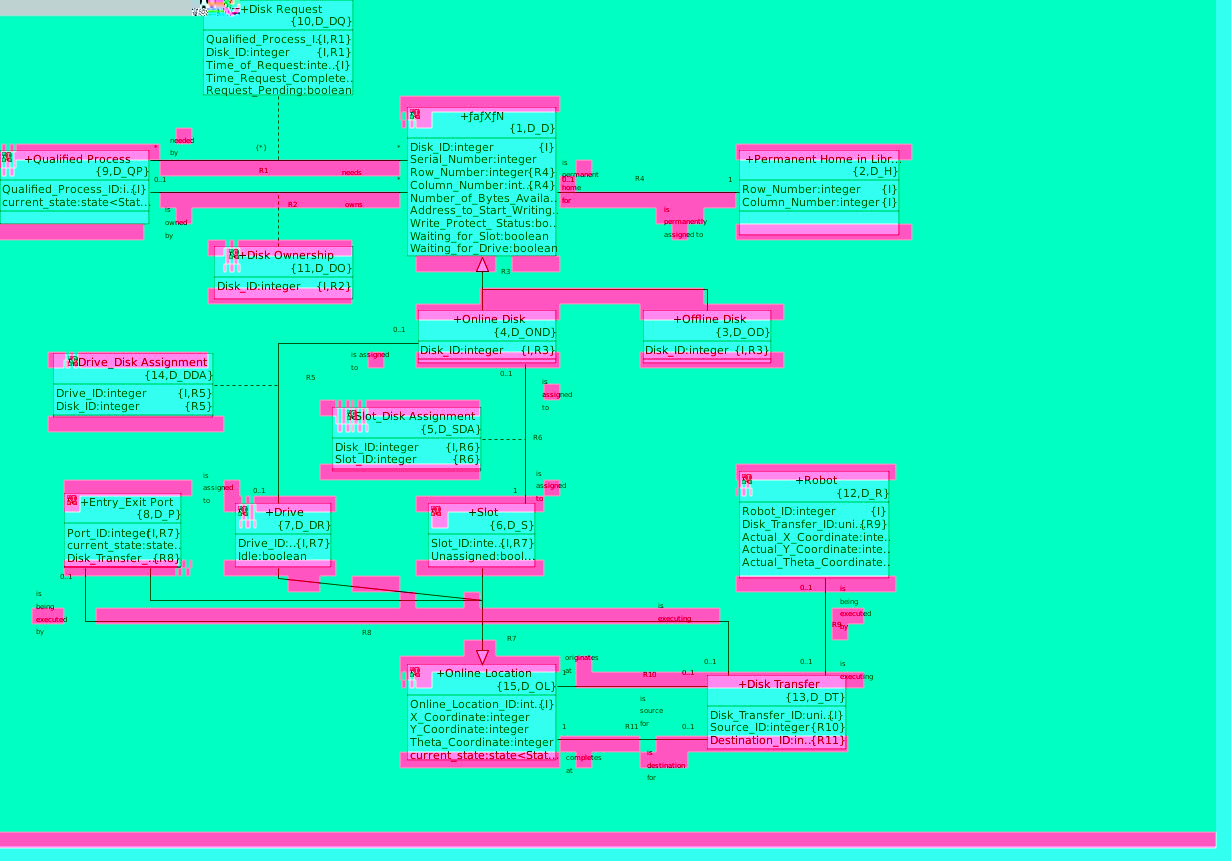 +Disk Request
{10,D_DQ}
Qualified_Process_I.{I,R1}
Disk_ID:integer {I,R1}
Time_of_Request:inte..{I}
Time_Request_Complete..
Request_Pending:boolean
+ƒaƒXƒN
{1,D_D}
Disk_ID:integer {I}
Serial_Number:integer
Row_Number:integer{R4}
Column_Number:int..{R4}
Number_of_Bytes_Availa..
Address_to_Start_Writing..
Write_Protect_ Status:bo..
Waiting_for_Slot:boolean
Waiting_for_Drive:boolean
needed
by
{*}
*
*
R1
needs
+Qualified Process
{9,D_QP}
Qualified_Process_ID:i..{I}
current_state:state<Stat...
0..1
*
R2
owns
is
owned
by
is
permanent
home
for
0..1
R4
1
is
permanently
assigned to
+Permanent Home in Libr...
{2,D_H}
Row_Number:integer {I}
Column_Number:integer{I}
+Disk Ownership
{11,D_DO}
Disk_ID:integer {I,R2}
R3
+Online Disk
{4,D_OND}
Disk_ID:integer {I,R3}
+Offline Disk
{3,D_OD}
Disk_ID:integer {I,R3}
0..1
is assigned
to
R5
0..1
is
assigned
to
+Drive_Disk Assignment
{14,D_DDA}
Drive_ID:integer {I,R5}
Disk_ID:integer {R5}
+Slot_Disk Assignment
{5,D_SDA}
Disk_ID:integer {I,R6}
Slot_ID:integer {R6}
R6
is
assigned
to
0..1
is
assigned
to
1
+Entry_Exit Port
{8,D_P}
Port_ID:integer{I,R7}
current_state:state..
Disk_Transfer_..{R8}
+Drive
{7,D_DR}
Drive_ID:..{I,R7}
Idle:boolean
+Slot
{6,D_S}
Slot_ID:inte..{I,R7}
Unassigned:bool...
+Robot
{12,D_R}
Robot_ID:integer {I}
Disk_Transfer_ID:uni..{R9}
Actual_X_Coordinate:inte..
Actual_Y_Coordinate:inte..
Actual_Theta_Coordinate..
0..1
is
being
executed
by
R8
R7
is
executing
0..1
0..1
is
being
executed
by
R9
0..1
is
executing
+Online Location
{15,D_OL}
Online_Location_ID:int..{I}
X_Coordinate:integer
Y_Coordinate:integer
Theta_Coordinate:integer
current_state:state<Stat...
originates
at
1
R10
0..1
is
source
for
1
R11
0..1
completes
at
is
destination
for
+Disk Transfer
{13,D_DT}
Disk_Transfer_ID:uni..{I}
Source_ID:integer{R10}
Destination_ID:in..{R11}